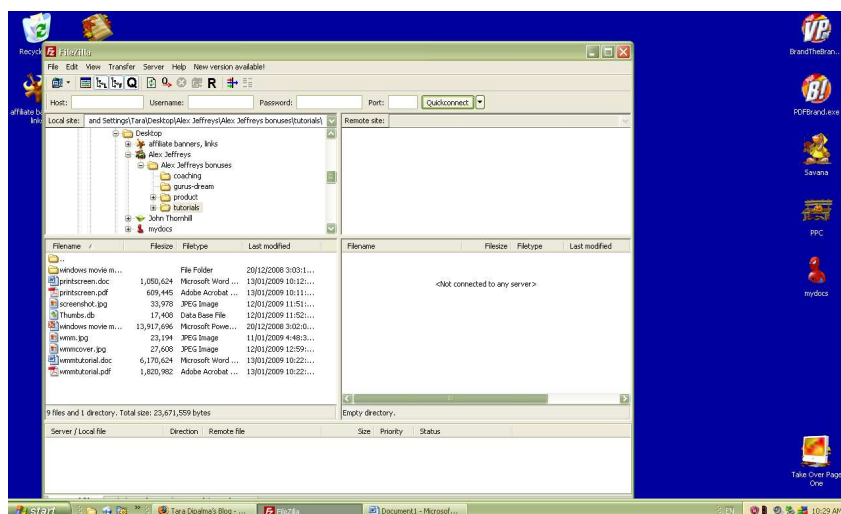 Recycl
BrandTheBran...
FileZilla
File Edit View Transfer Server Help New version available!
Host: Username: Password: Port: Quickconnect
PDFBrand.exe
affiliate ba
links
Local site: and Settings\Tara\Desktop\Alex Jeffreys\Alex Jeffreys bonuses\tutorials\ Remote site:
Desktop
affiliate banners, links
Alex Jeffreys
Alex Jeffreys bonuses
coaching
gurus-dream
product
tutorials
John Thornhill
mydocs
Savana
PPC
mydocs
Filename Filesize Filetype Last modified
..
windows movie m... File Folder 20/12/2008 3:03:1...
printscreen.doc 1,050,624 Microsoft Word ... 13/01/2009 10:12:...
printscreen.pdf 609,445 Adobe Acrobat ... 13/01/2009 10:11:...
screenshot.jpg 33,978 JPEG Image 12/01/2009 11:51:...
Thumbs.db 17,408 Data Base File 12/01/2009 11:52:...
windows movie m... 13,917,696 Microsoft Powe... 20/12/2008 3:02:0...
wmm.jpg 23,194 JPEG Image 11/01/2009 4:48:3...
wmmcover.jpg 27,608 JPEG Image 12/01/2009 12:59:...
wmmtutorial.doc 6,170,624 Microsoft Word ... 13/01/2009 10:22:...
wmmtutorial.pdf 1,820,982 Adobe Acrobat ... 13/01/2009 10:22:...
9 files and 1 directory. Total size: 23,671,559 bytes
Filename Filesize Filetype Last modified
<Not connected to any server>
Empty directory.
Server / Local file Direction Remote file Size Priority Status
Take Over Page
One
start Tara Dipalma's Blog - ... FileZilla Document1 - Microsof... EN 10:29 AM